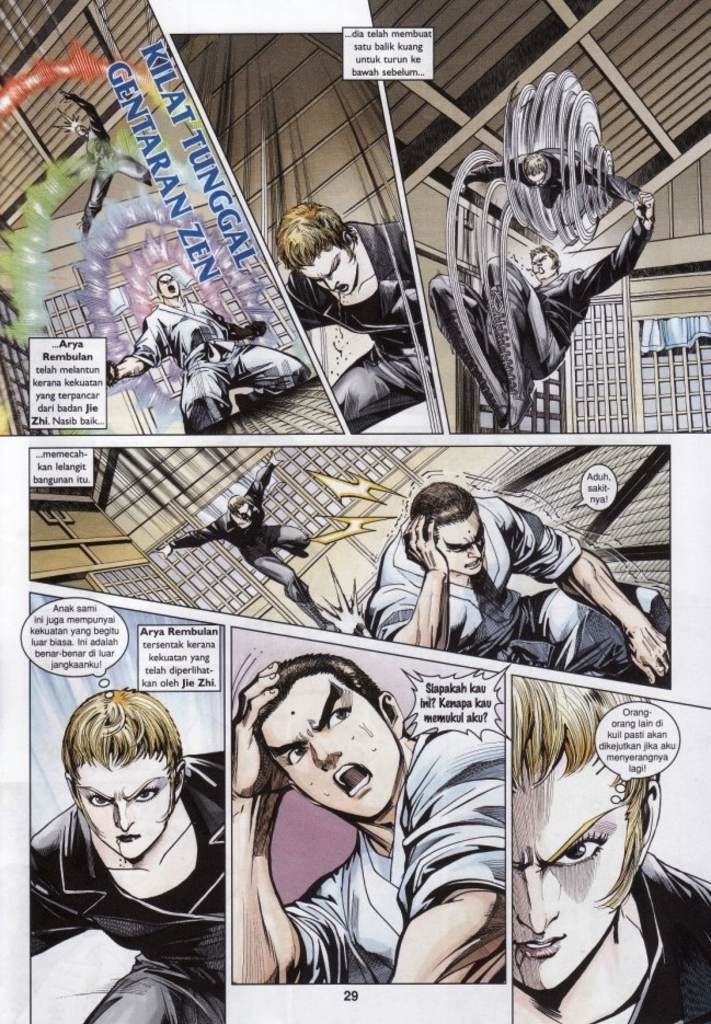 KILAT TUNGGAL
GENTARAN ZEN
...Arya
Rembulan
telah melantun
kerana kekuatan
yang terpancar
dari badan Jie
Zhi. Nasib baik...
...dia telah membuat
satu balik kuang
untuk turun ke
bawah sebelum...
...memecah-
kan lelangit
bangunan itu.
Aduh,
sakit-
nya!
Anak sami
ini juga mempunyai
kekuatan yang begitu
luar biasa. Ini adalah
benar-benar di luar
jangkaanku!
Arya Rembulan
tersentak kerana
kekuatan yang
telah diperlihat-
kan oleh Jie Zhi.
Siapakah kau
ini? Kenapa kau
memukul aku?
Orang-
orang lain di
kuil pasti akan
dikejutkan jika aku
menyerangnya
lagi!
29